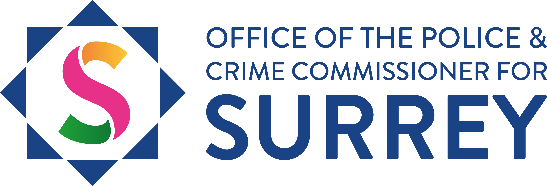 OFFICE OF THE POLICE &
CRIME COMMISSIONER FOR
SURREY